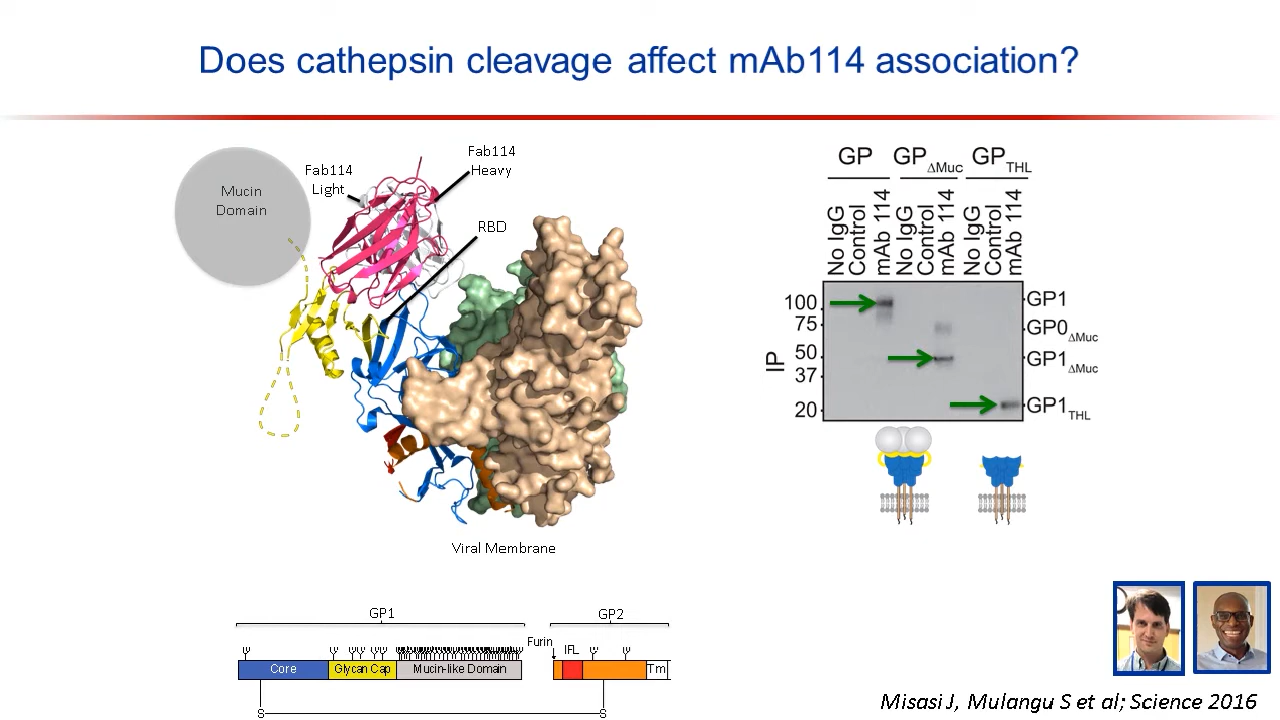 Does cathepsin cleavage affect mAb114 association?
Mucin
Domain
Fab114
Light
Fab114
Heavy
RBD
Viral Membrane
GP GPΔMuc GPTHL
No IgG
Control
mAb 114
No IgG
Control
mAb 114
No IgG
Control
mAb 114
IP
100
75
50
37
20
GP1
GP0ΔMuc
GP1ΔMuc
GP1THL
GP1 GP2
Furin
IFL
Core Glycan Cap Mucin-like Domain Tm
S S
Misasi J, Mulangu S et al; Science 2016